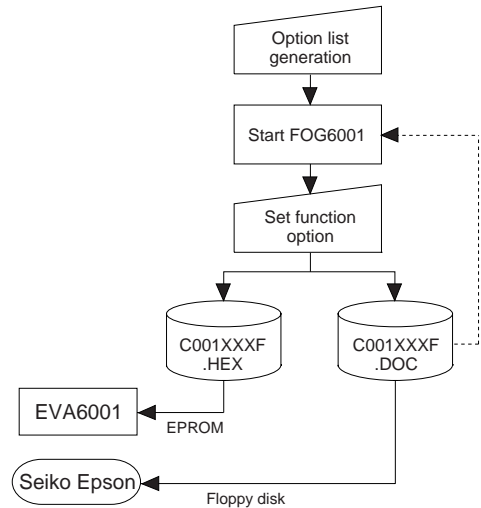 Option list
generation
Start FOG6001
Set function
option
C001XXXF
.HEX
C001XXXF
.DOC
EVA6001
EPROM
Seiko Epson
Floppy disk